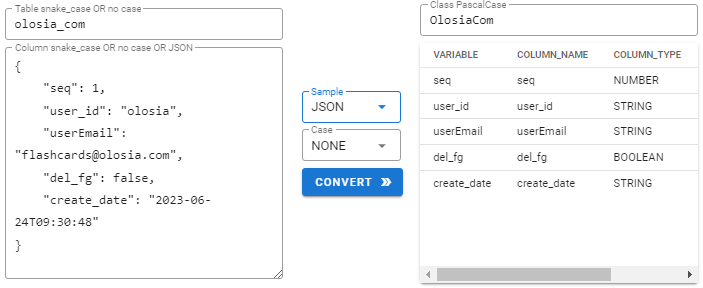 Table snake_case OR no case
olosia_com
Column snake_case OR no case OR JSON
{
    "seq": 1,
    "user_id": "olosia",
    "userEmail":
"flashcards@olosia.com",
    "del_fg": false,
    "create_date": "2023-06-
24T09:30:48"
}
Sample
JSON
Case
NONE
CONVERT
Class PascalCase
OlosiaCom
VARIABLE COLUMN_NAME COLUMN_TYPE
seq seq NUMBER
user_id user_id STRING
userEmail userEmail STRING
del_fg del_fg BOOLEAN
create_date create_date STRING